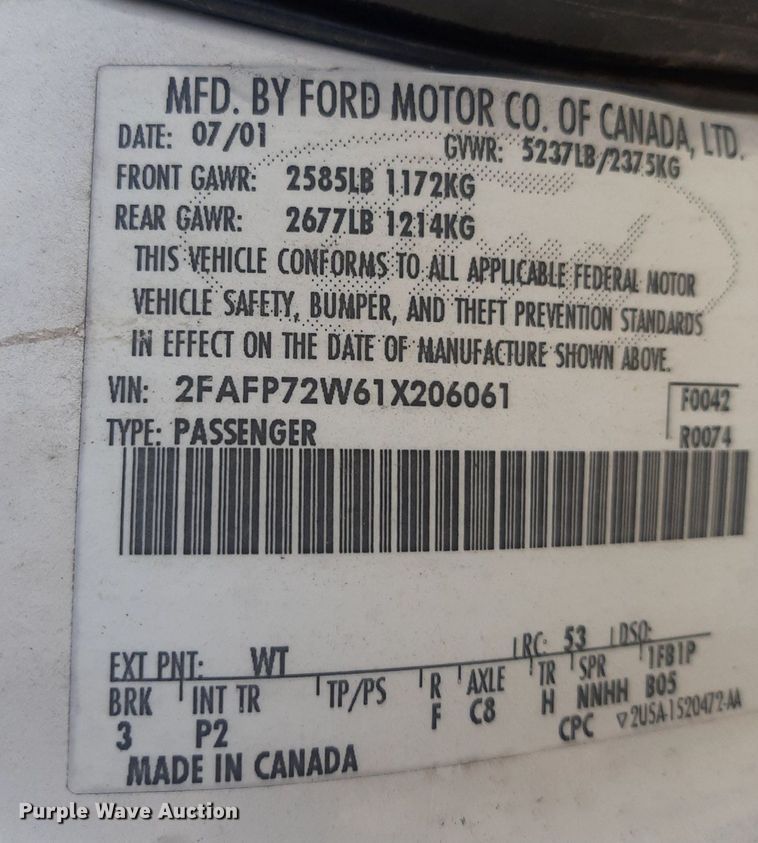 MFD. BY FORD MOTOR CO. OF CANADA, LTD.
DATE: 07/01 GVWR: 5237LB/2375KG
FRONT GAWR: 2585LB 1172KG
REAR GAWR: 2677LB 1214KG
THIS VEHICLE CONFORMS TO ALL APPLICABLE FEDERAL MOTOR
VEHICLE SAFETY, BUMPER, AND THEFT PREVENTION STANDARDS
IN EFFECT ON THE DATE OF MANUFACTURE SHOWN ABOVE.
VIN: 2FAFP72W61X206061 F0042
TYPE: PASSENGER R0074
EXT PNT: WT RC: 53 DSO:
BRK INT TR TP/PS R AXLE TR SPR 1FB1P
3 P2 F C8 H NNHH B05
CPC ▽2U5A-1520472-AA
MADE IN CANADA
Purple Wave Auction